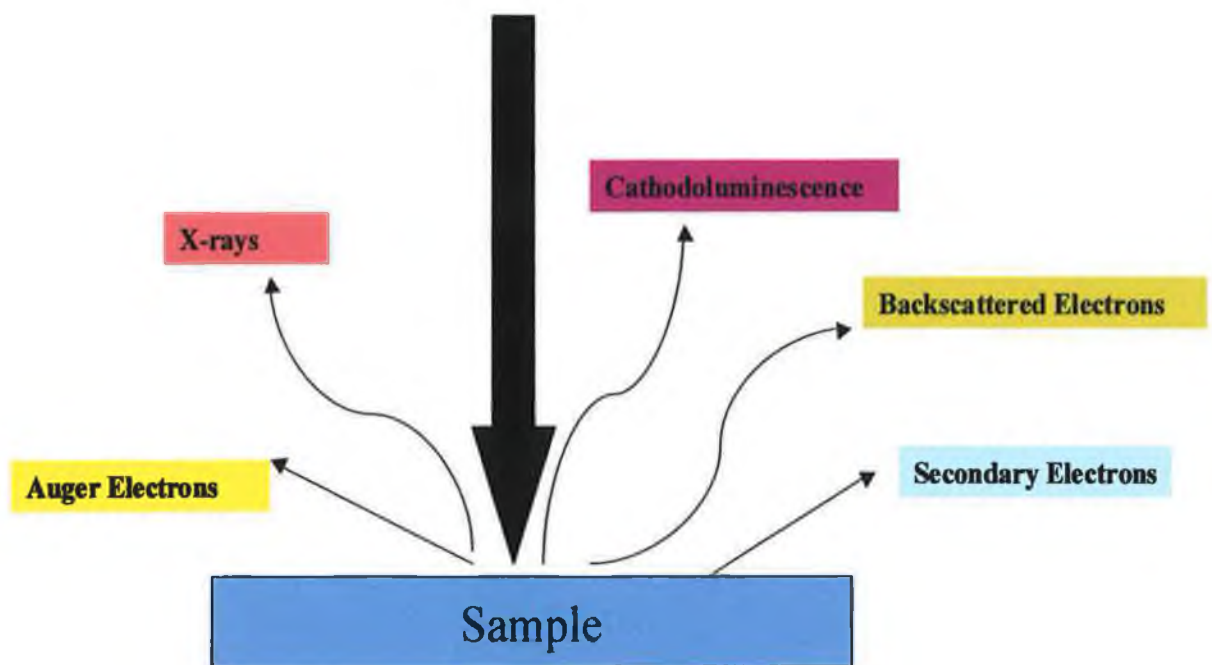 Cathodoluminescence
X-rays
Backscattered Electrons
Auger Electrons
Secondary Electrons
Sample